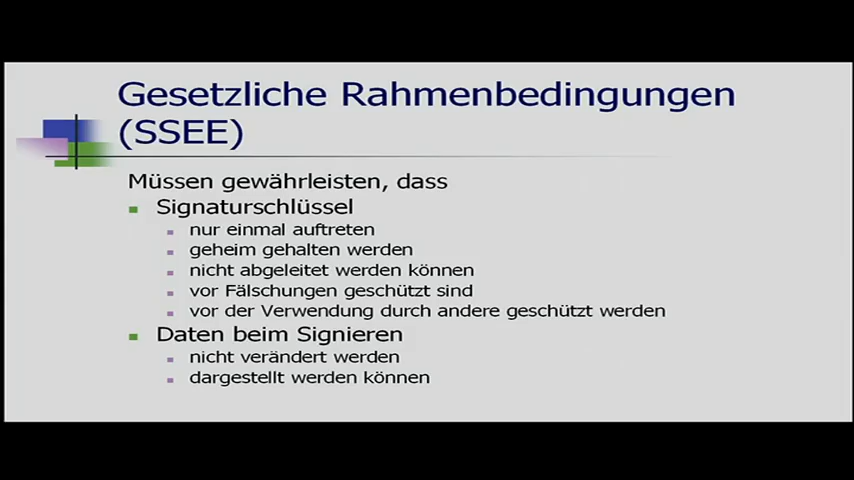 Gesetzliche Rahmenbedingungen
(SSEE)
Müssen gewährleisten, dass
Signaturschlüssel
nur einmal auftreten
geheim gehalten werden
nicht abgeleitet werden können
vor Fälschungen geschützt sind
vor der Verwendung durch andere geschützt werden
Daten beim Signieren
nicht verändert werden
dargestellt werden können